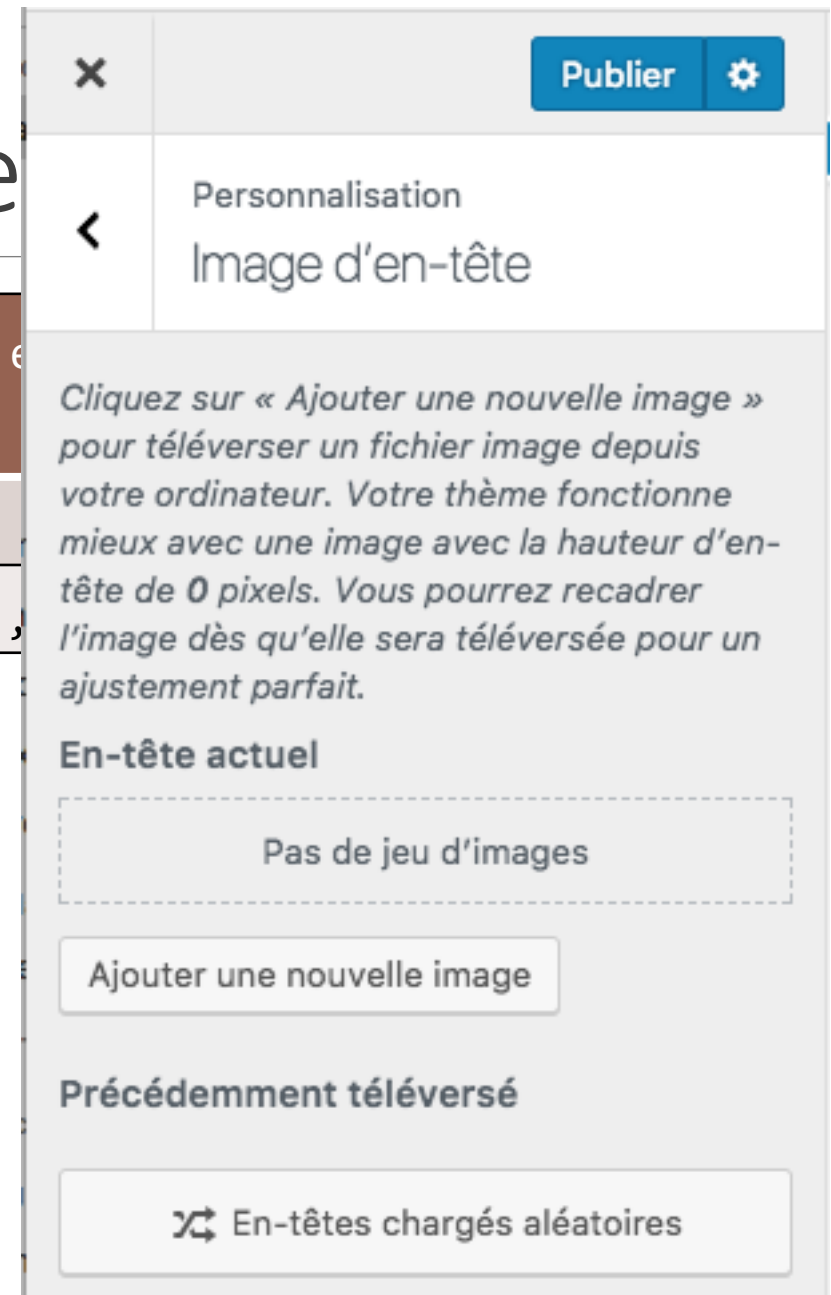 Publier
Personnalisation
Image d'en-tête
Cliquez sur « Ajouter une nouvelle image »
pour téléverser un fichier image depuis
votre ordinateur. Votre thème fonctionne
mieux avec une image avec la hauteur d'en-
tête de 0 pixels. Vous pourrez recadrer
l'image dès qu'elle sera téléversée pour un
ajustement parfait.
En-tête actuel
Pas de jeu d'images
Ajouter une nouvelle image
Précédemment téléversé
En-têtes chargés aléatoires